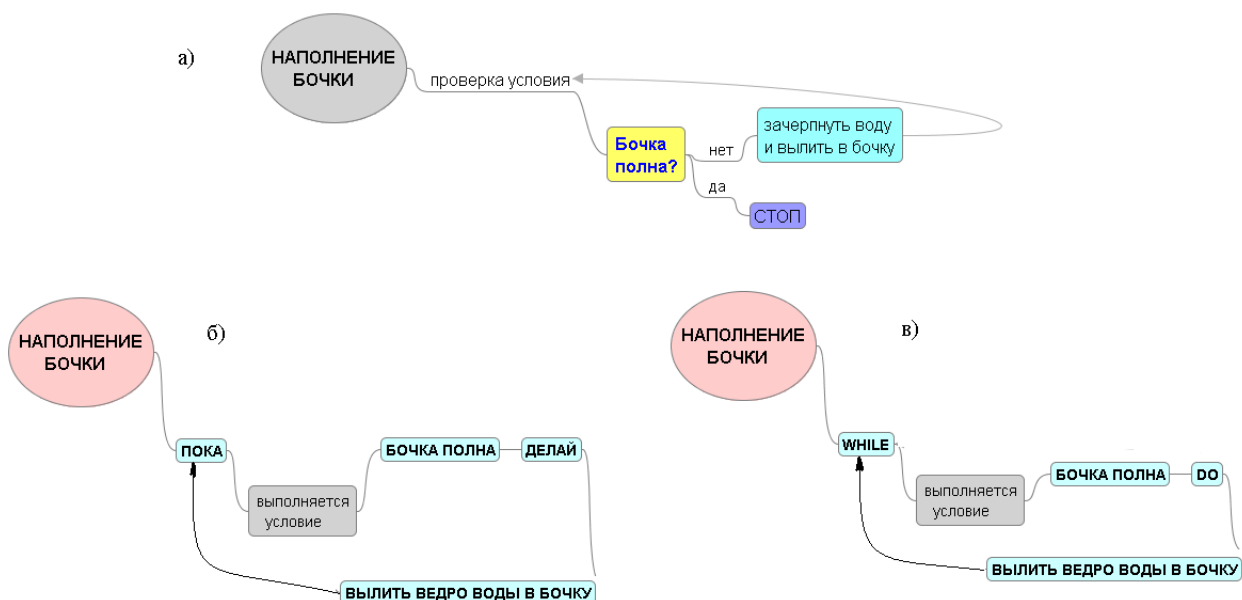 а)
НАПОЛНЕНИЕ
БОЧКИ
проверка условия
Бочка
полна?
нет
зачерпнуть воду
и вылить в бочку
да
СТОП
б)
НАПОЛНЕНИЕ
БОЧКИ
ПОКА
выполняется
условие
БОЧКА ПОЛНА
ДЕЛАЙ
ВЫЛИТЬ ВЕДРО ВОДЫ В БОЧКУ
в)
НАПОЛНЕНИЕ
БОЧКИ
WHILE
выполняется
условие
БОЧКА ПОЛНА
DO
ВЫЛИТЬ ВЕДРО ВОДЫ В БОЧКУ